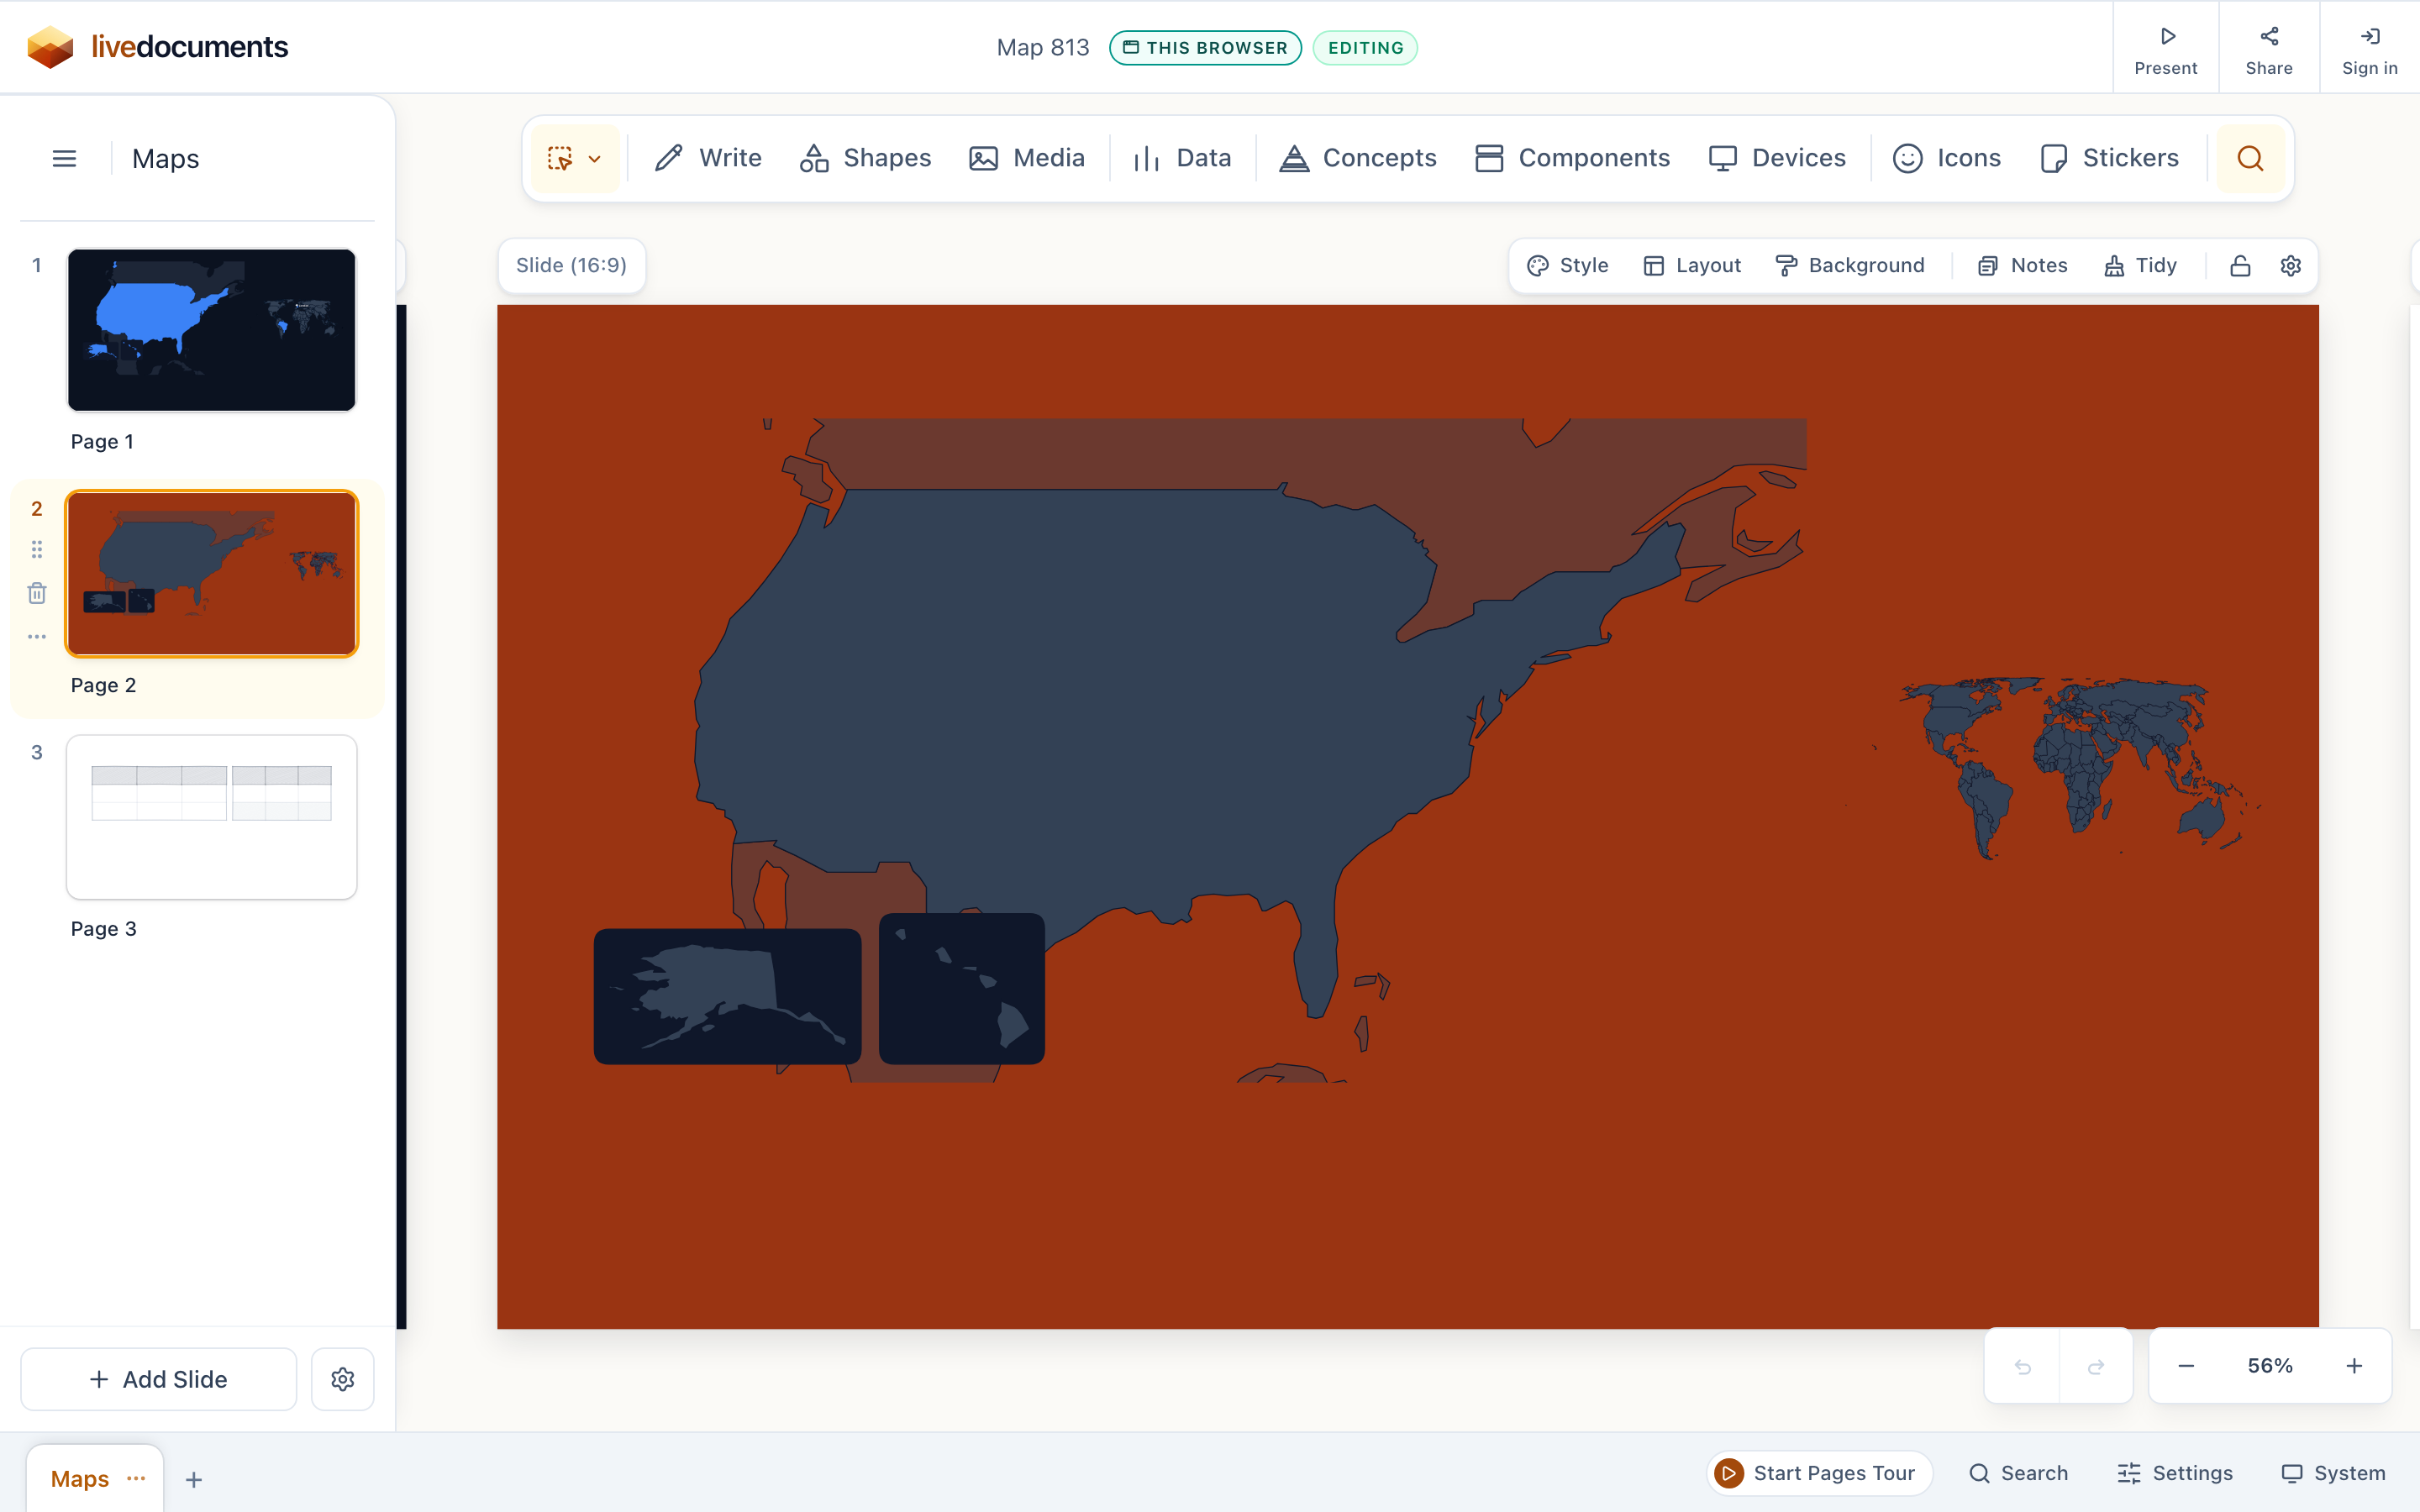 livedocuments
Map 813
THIS BROWSER
EDITING
Present
Share
Sign in
Maps
Write
Shapes
Media
Data
Concepts
Components
Devices
Icons
Stickers
1
Page 1
2
Page 2
3
Page 3
Slide (16:9)
Style
Layout
Background
Notes
Tidy
Add Slide
56%
Maps
Start Pages Tour
Search
Settings
System